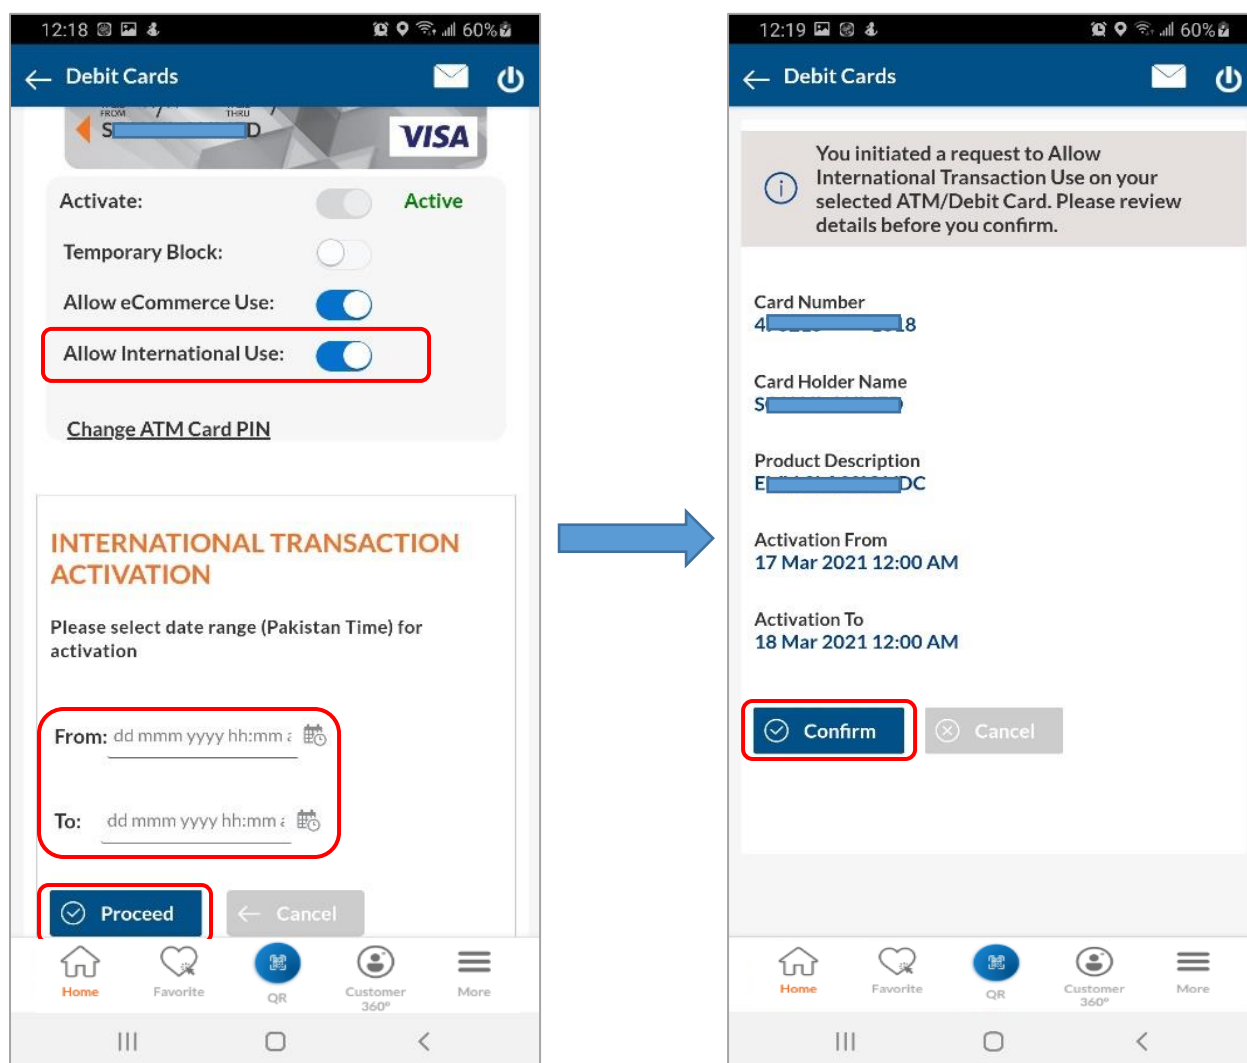 12:18
60%
Debit Cards
FROM
THRU
S D
VISA
Activate:
Active
Temporary Block:
Allow eCommerce Use:
Allow International Use:
Change ATM Card PIN
INTERNATIONAL TRANSACTION
ACTIVATION
Please select date range (Pakistan Time) for
activation
From: dd mmm yyyy hh:mm a
To: dd mmm yyyy hh:mm a
Proceed
Cancel
Home
Favorite
QR
Customer
360°
More
12:19
60%
Debit Cards
You initiated a request to Allow
International Transaction Use on your
selected ATM/Debit Card. Please review
details before you confirm.
Card Number
4 18
Card Holder Name
S
Product Description
E DC
Activation From
17 Mar 2021 12:00 AM
Activation To
18 Mar 2021 12:00 AM
Confirm
Cancel
Home
Favorite
QR
Customer
360°
More